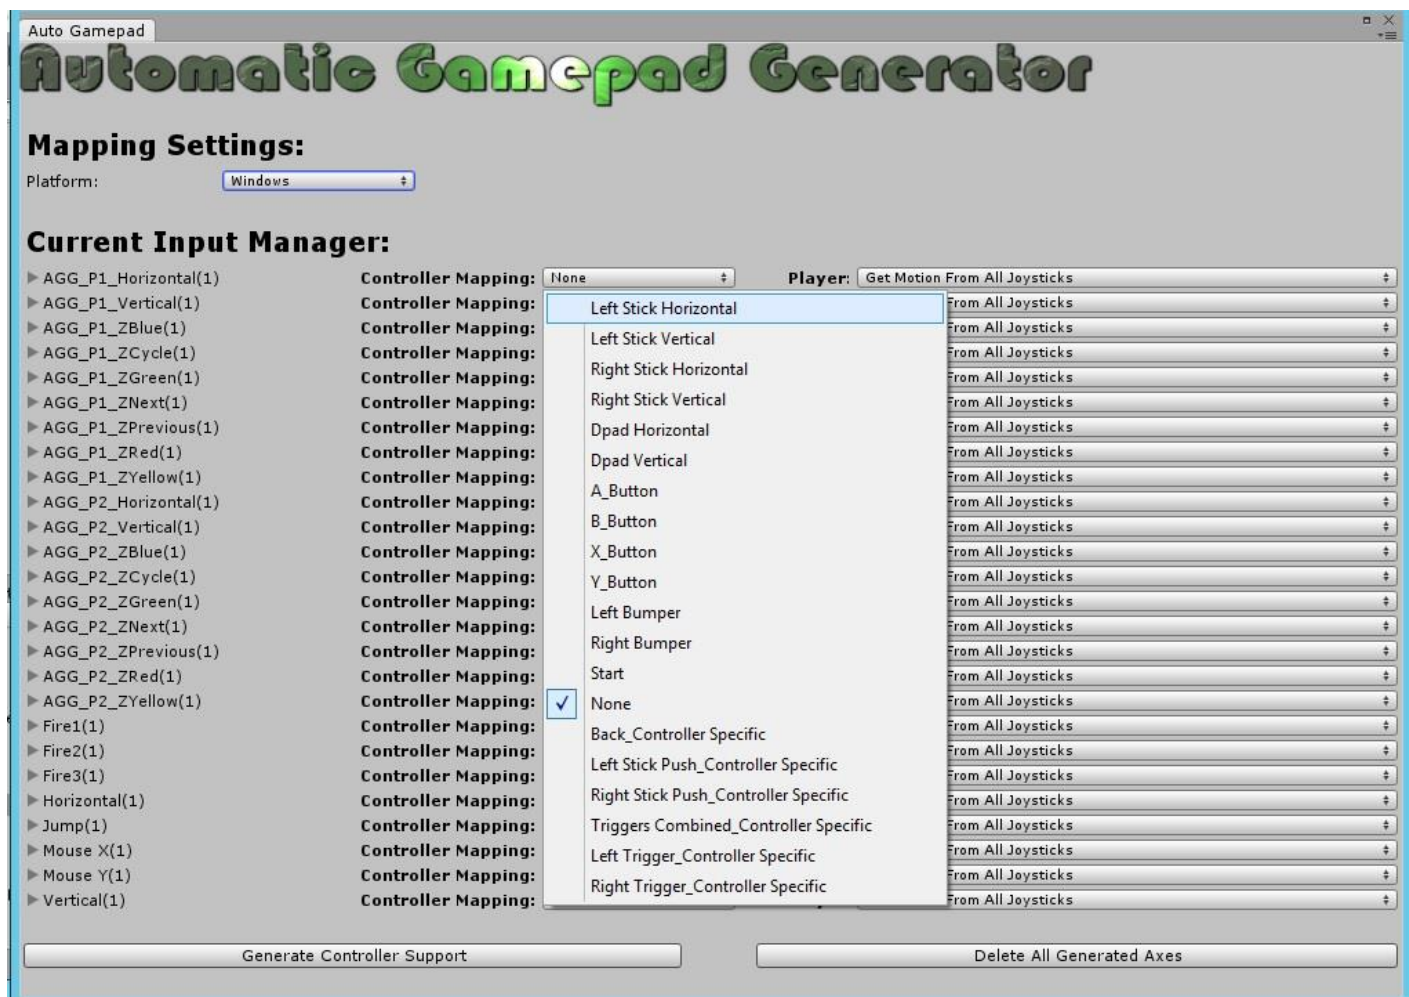 Auto Gamepad
Automatic Gamepad Generator
Mapping Settings:
Platform: Windows
Current Input Manager:
AGG_P1_Horizontal(1) Controller Mapping: None Player: Get Motion From All Joysticks
AGG_P1_Vertical(1) Controller Mapping: Left Stick Horizontal From All Joysticks
AGG_P1_ZBlue(1) Controller Mapping: Left Stick Vertical From All Joysticks
AGG_P1_ZCycle(1) Controller Mapping: Right Stick Horizontal From All Joysticks
AGG_P1_ZGreen(1) Controller Mapping: From All Joysticks
AGG_P1_ZNext(1) Controller Mapping: Right Stick Vertical From All Joysticks
AGG_P1_ZPrevious(1) Controller Mapping: Dpad Horizontal From All Joysticks
AGG_P1_ZRed(1) Controller Mapping: Dpad Vertical From All Joysticks
AGG_P1_ZYellow(1) Controller Mapping: A_Button From All Joysticks
AGG_P2_Horizontal(1) Controller Mapping: From All Joysticks
AGG_P2_Vertical(1) Controller Mapping: B_Button From All Joysticks
AGG_P2_ZBlue(1) Controller Mapping: X_Button From All Joysticks
AGG_P2_ZCycle(1) Controller Mapping: Y_Button From All Joysticks
AGG_P2_ZGreen(1) Controller Mapping: Left Bumper From All Joysticks
AGG_P2_ZNext(1) Controller Mapping: From All Joysticks
AGG_P2_ZPrevious(1) Controller Mapping: Right Bumper From All Joysticks
AGG_P2_ZRed(1) Controller Mapping: Start From All Joysticks
AGG_P2_ZYellow(1) Controller Mapping: None From All Joysticks
Fire1(1) Controller Mapping: Back_Controller Specific From All Joysticks
Fire2(1) Controller Mapping: Left Stick Push_Controller Specific From All Joysticks
Fire3(1) Controller Mapping: From All Joysticks
Horizontal(1) Controller Mapping: Right Stick Push_Controller Specific From All Joysticks
Jump(1) Controller Mapping: Triggers Combined_Controller Specific From All Joysticks
Mouse X(1) Controller Mapping: Left Trigger_Controller Specific From All Joysticks
Mouse Y(1) Controller Mapping: Right Trigger_Controller Specific From All Joysticks
Vertical(1) Controller Mapping: From All Joysticks
Generate Controller Support Delete All Generated Axes